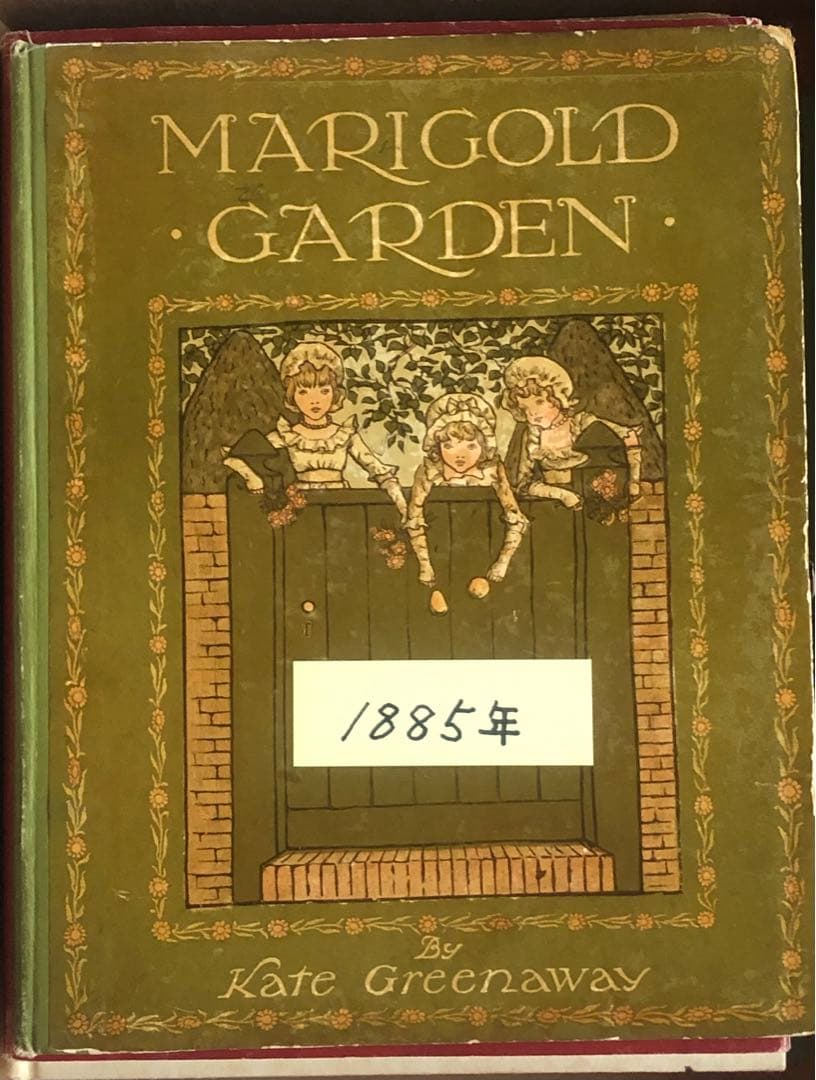 MARIGOLD
· GARDEN ·
1885年
By
Kate Greenaway